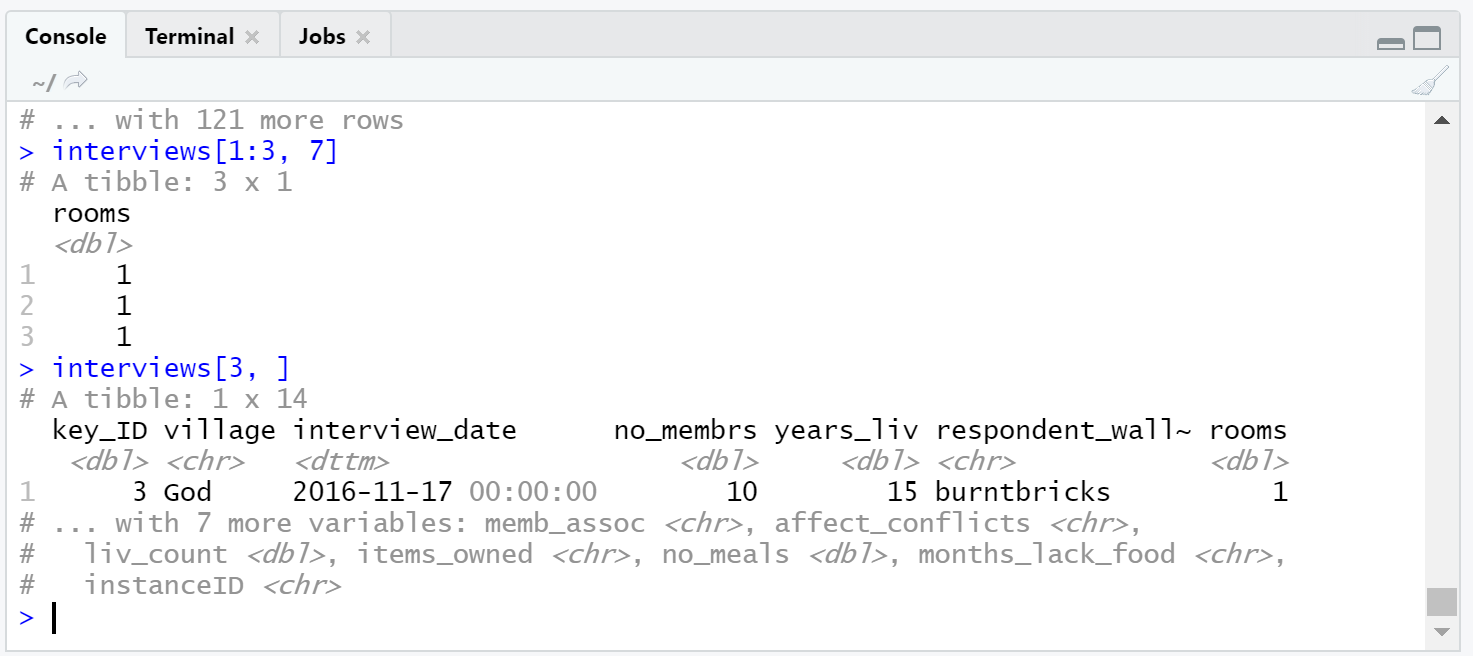 Console Terminal Jobs
~/
# ... with 121 more rows
> interviews[1:3, 7]
# A tibble: 3 x 1
  rooms
  <dbl>
1     1
2     1
3     1
> interviews[3, ]
# A tibble: 1 x 14
  key_ID village interview_date      no_membrs years_liv respondent_wall~ rooms
   <dbl> <chr>   <dttm>                  <dbl>     <dbl> <chr>            <dbl>
1      3 God     2016-11-17 00:00:00        10        15 burntbricks          1
# ... with 7 more variables: memb_assoc <chr>, affect_conflicts <chr>,
#   liv_count <dbl>, items_owned <chr>, no_meals <dbl>, months_lack_food <chr>,
#   instanceID <chr>
>